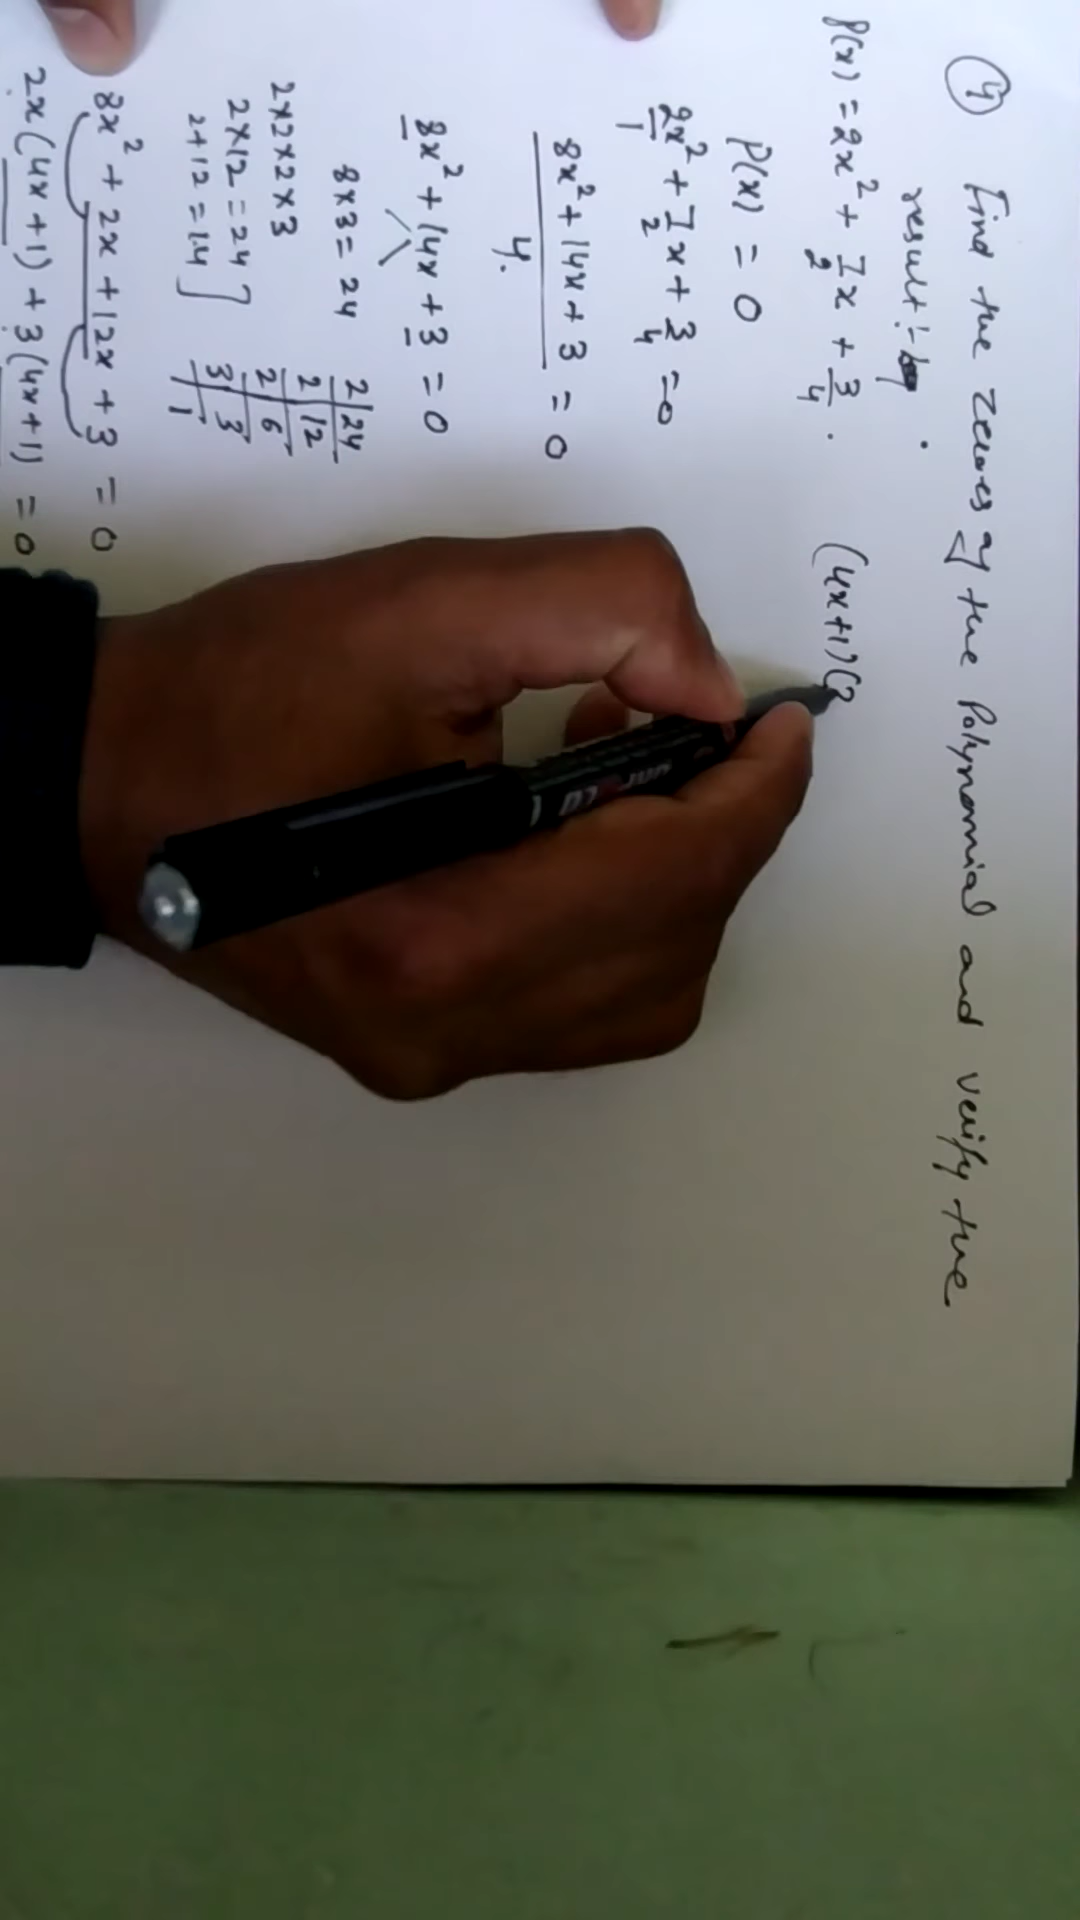 ④ Find the zeroes of the Polynomial and verify the
result :-
P(x) = 2x² + 7/2 x + 3/4 .
P(x) = 0
2x²/1 + 7/2 x + 3/4 = 0
8x² + 14x + 3 / 4 = 0
8x² + 14x + 3 = 0
8×3 = 24
2×2×2×3
2×12 = 24
2+12 = 14
2 | 24
2 | 12
2 | 6
3 | 3
1
8x² + 2x + 12x + 3 = 0
2x(4x+1) + 3(4x+1) = 0
(4x+1)(2